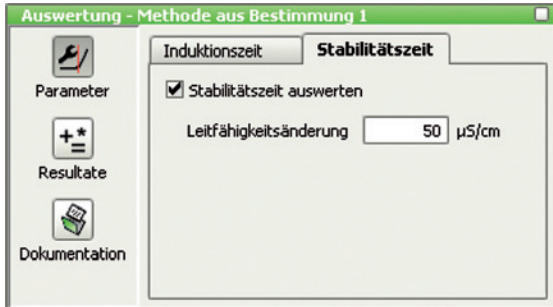 Auswertung - Methode aus Bestimmung 1
Parameter
Resultate
Dokumentation
Induktionszeit
Stabilitätszeit
Stabilitätszeit auswerten
Leitfähigkeitsänderung 50 µS/cm